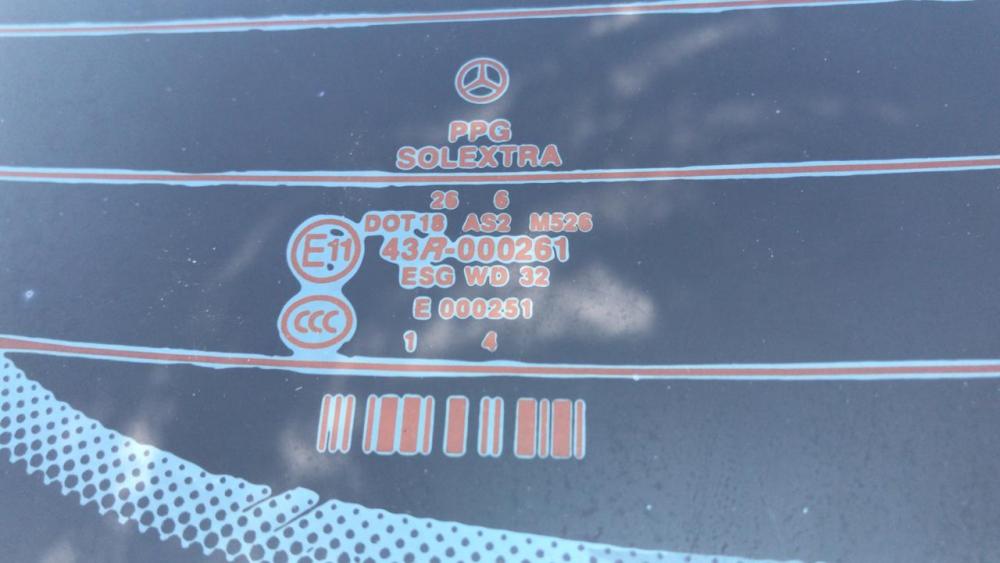 PPG
SOLEXTRA
26 6
DOT 18 AS2 M526
E11 43R-000261
ESG WD 32
CCC E 000251
1 4